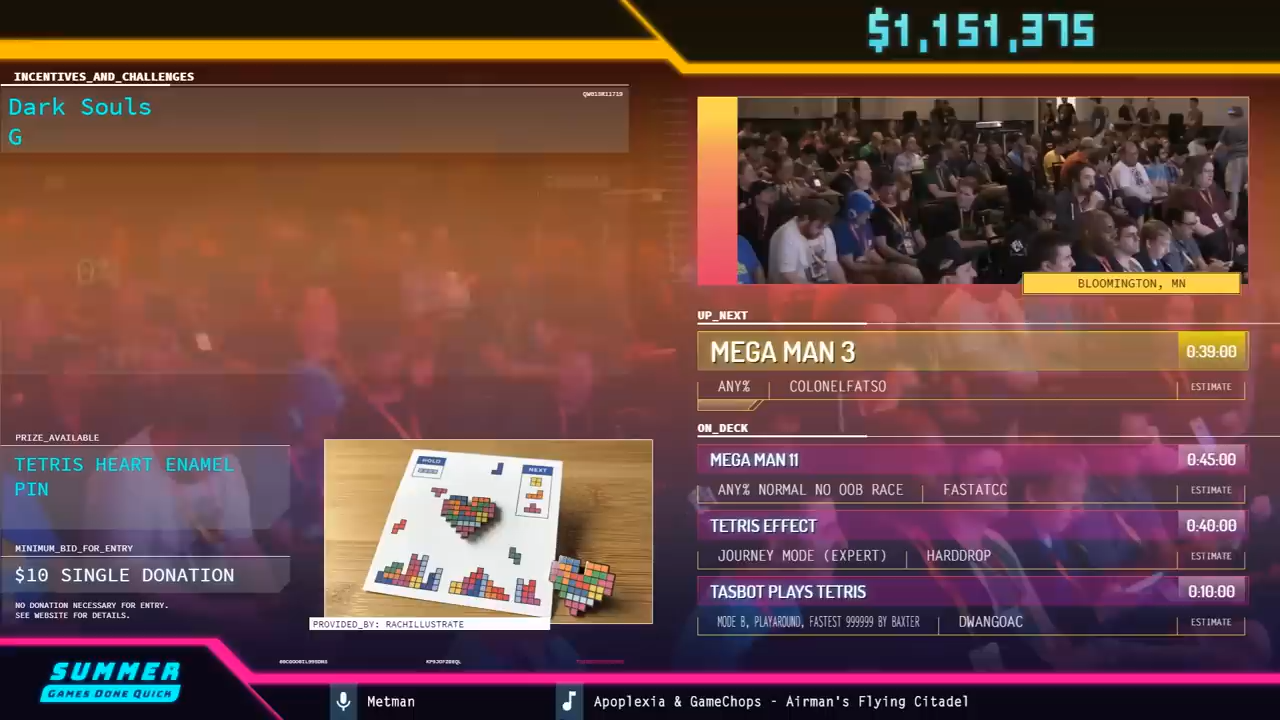 $1,151,375
INCENTIVES_AND_CHALLENGES
Dark Souls
G
BLOOMINGTON, MN
UP_NEXT
MEGA MAN 3
0:39:00
ANY%
COLONELFATSO
ESTIMATE
ON_DECK
MEGA MAN 11
0:45:00
ANY% NORMAL NO OOB RACE
FASTATCC
ESTIMATE
TETRIS EFFECT
0:40:00
JOURNEY MODE (EXPERT)
HARDDROP
ESTIMATE
TASBOT PLAYS TETRIS
0:10:00
MODE B, PLAYAROUND, FASTEST 999999 BY BAXTER
DWANGOAC
ESTIMATE
PRIZE_AVAILABLE
TETRIS HEART ENAMEL
PIN
MINIMUM_BID_FOR_ENTRY
$10 SINGLE DONATION
NO DONATION NECESSARY FOR ENTRY.
SEE WEBSITE FOR DETAILS.
HOLD
NEXT
PROVIDED_BY: RACHILLUSTRATE
SUMMER
GAMES DONE QUICK
Metman
Apoplexia & GameChops - Airman's Flying Citadel